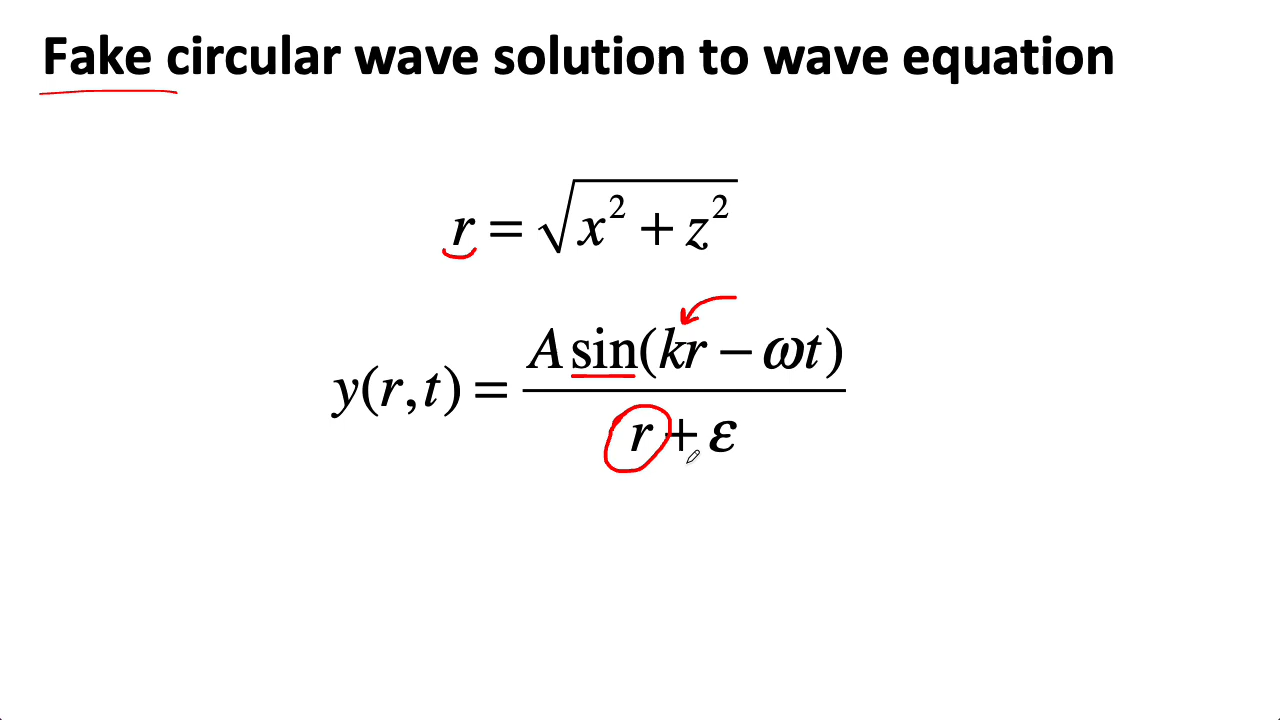 Fake circular wave solution to wave equation
r = √(x² + z²)
y(r,t) = A sin(kr − ωt) / (r + ε)